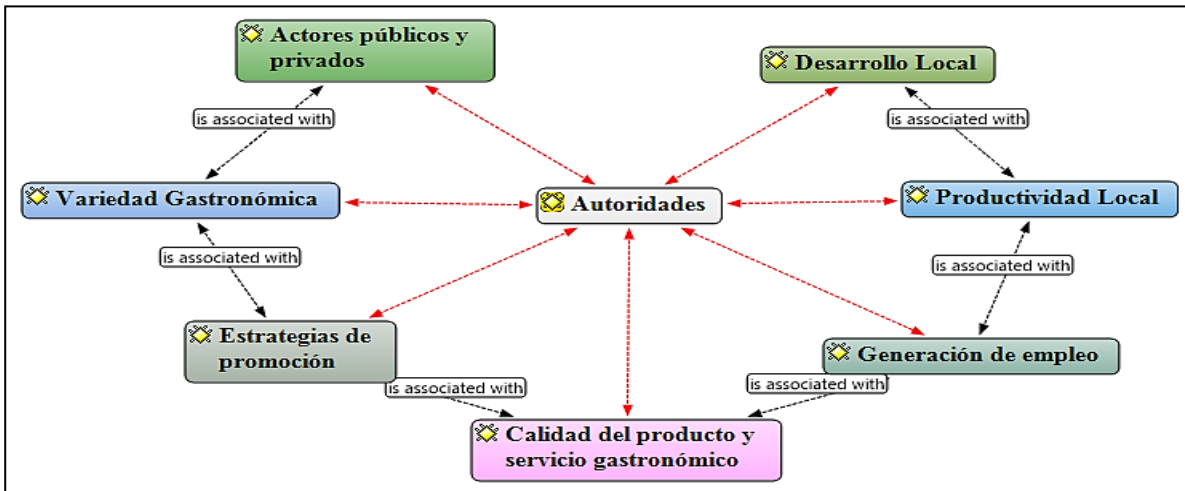 Actores públicos y
privados
Desarrollo Local
is associated with
is associated with
Variedad Gastronómica
Autoridades
Productividad Local
is associated with
is associated with
Estrategias de
promoción
Generación de empleo
is associated with
is associated with
Calidad del producto y
servicio gastronómico